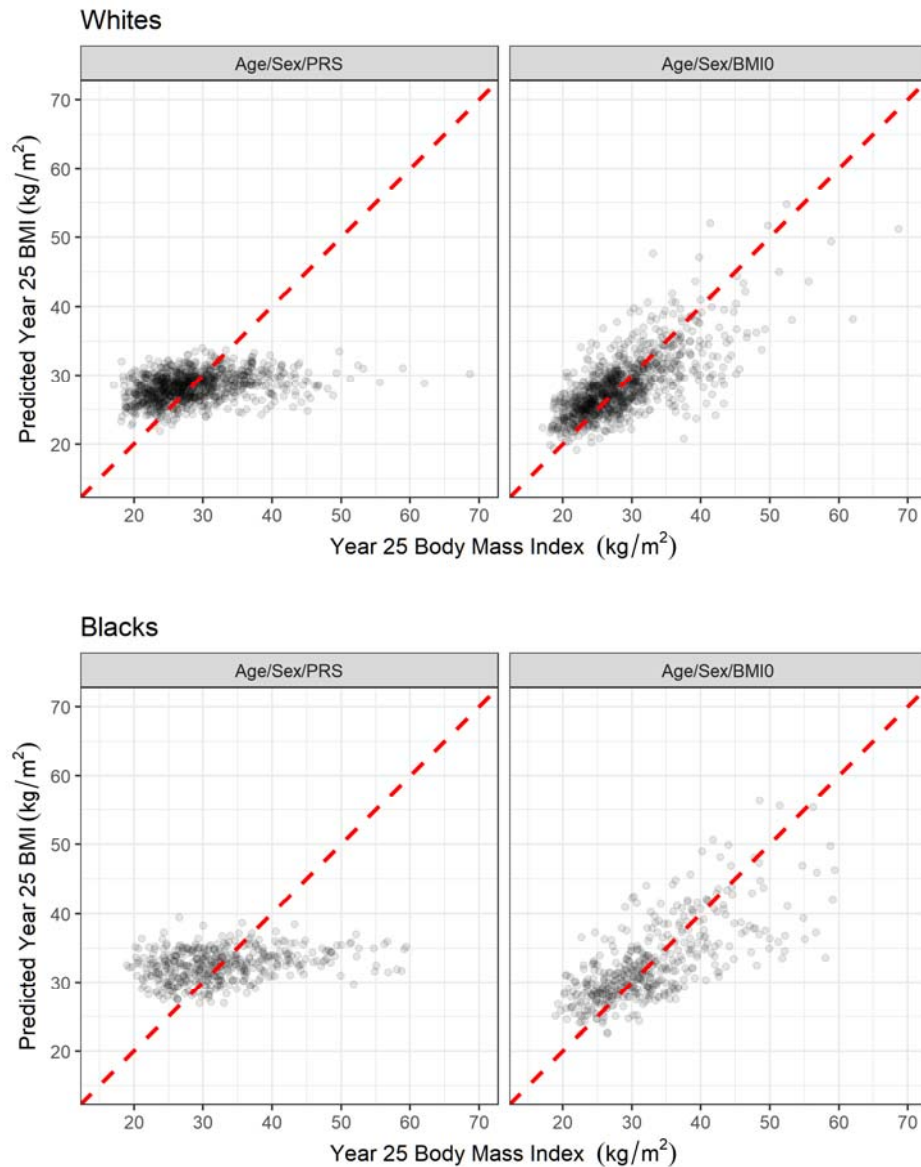 Whites
Age/Sex/PRS Age/Sex/BMI0
70
60
50
40
30
20
Predicted Year 25 BMI (kg/m²)
20 30 40 50 60 70 20 30 40 50 60 70
Year 25 Body Mass Index (kg/m²)
Blacks
Age/Sex/PRS Age/Sex/BMI0
70
60
50
40
30
20
Predicted Year 25 BMI (kg/m²)
20 30 40 50 60 70 20 30 40 50 60 70
Year 25 Body Mass Index (kg/m²)